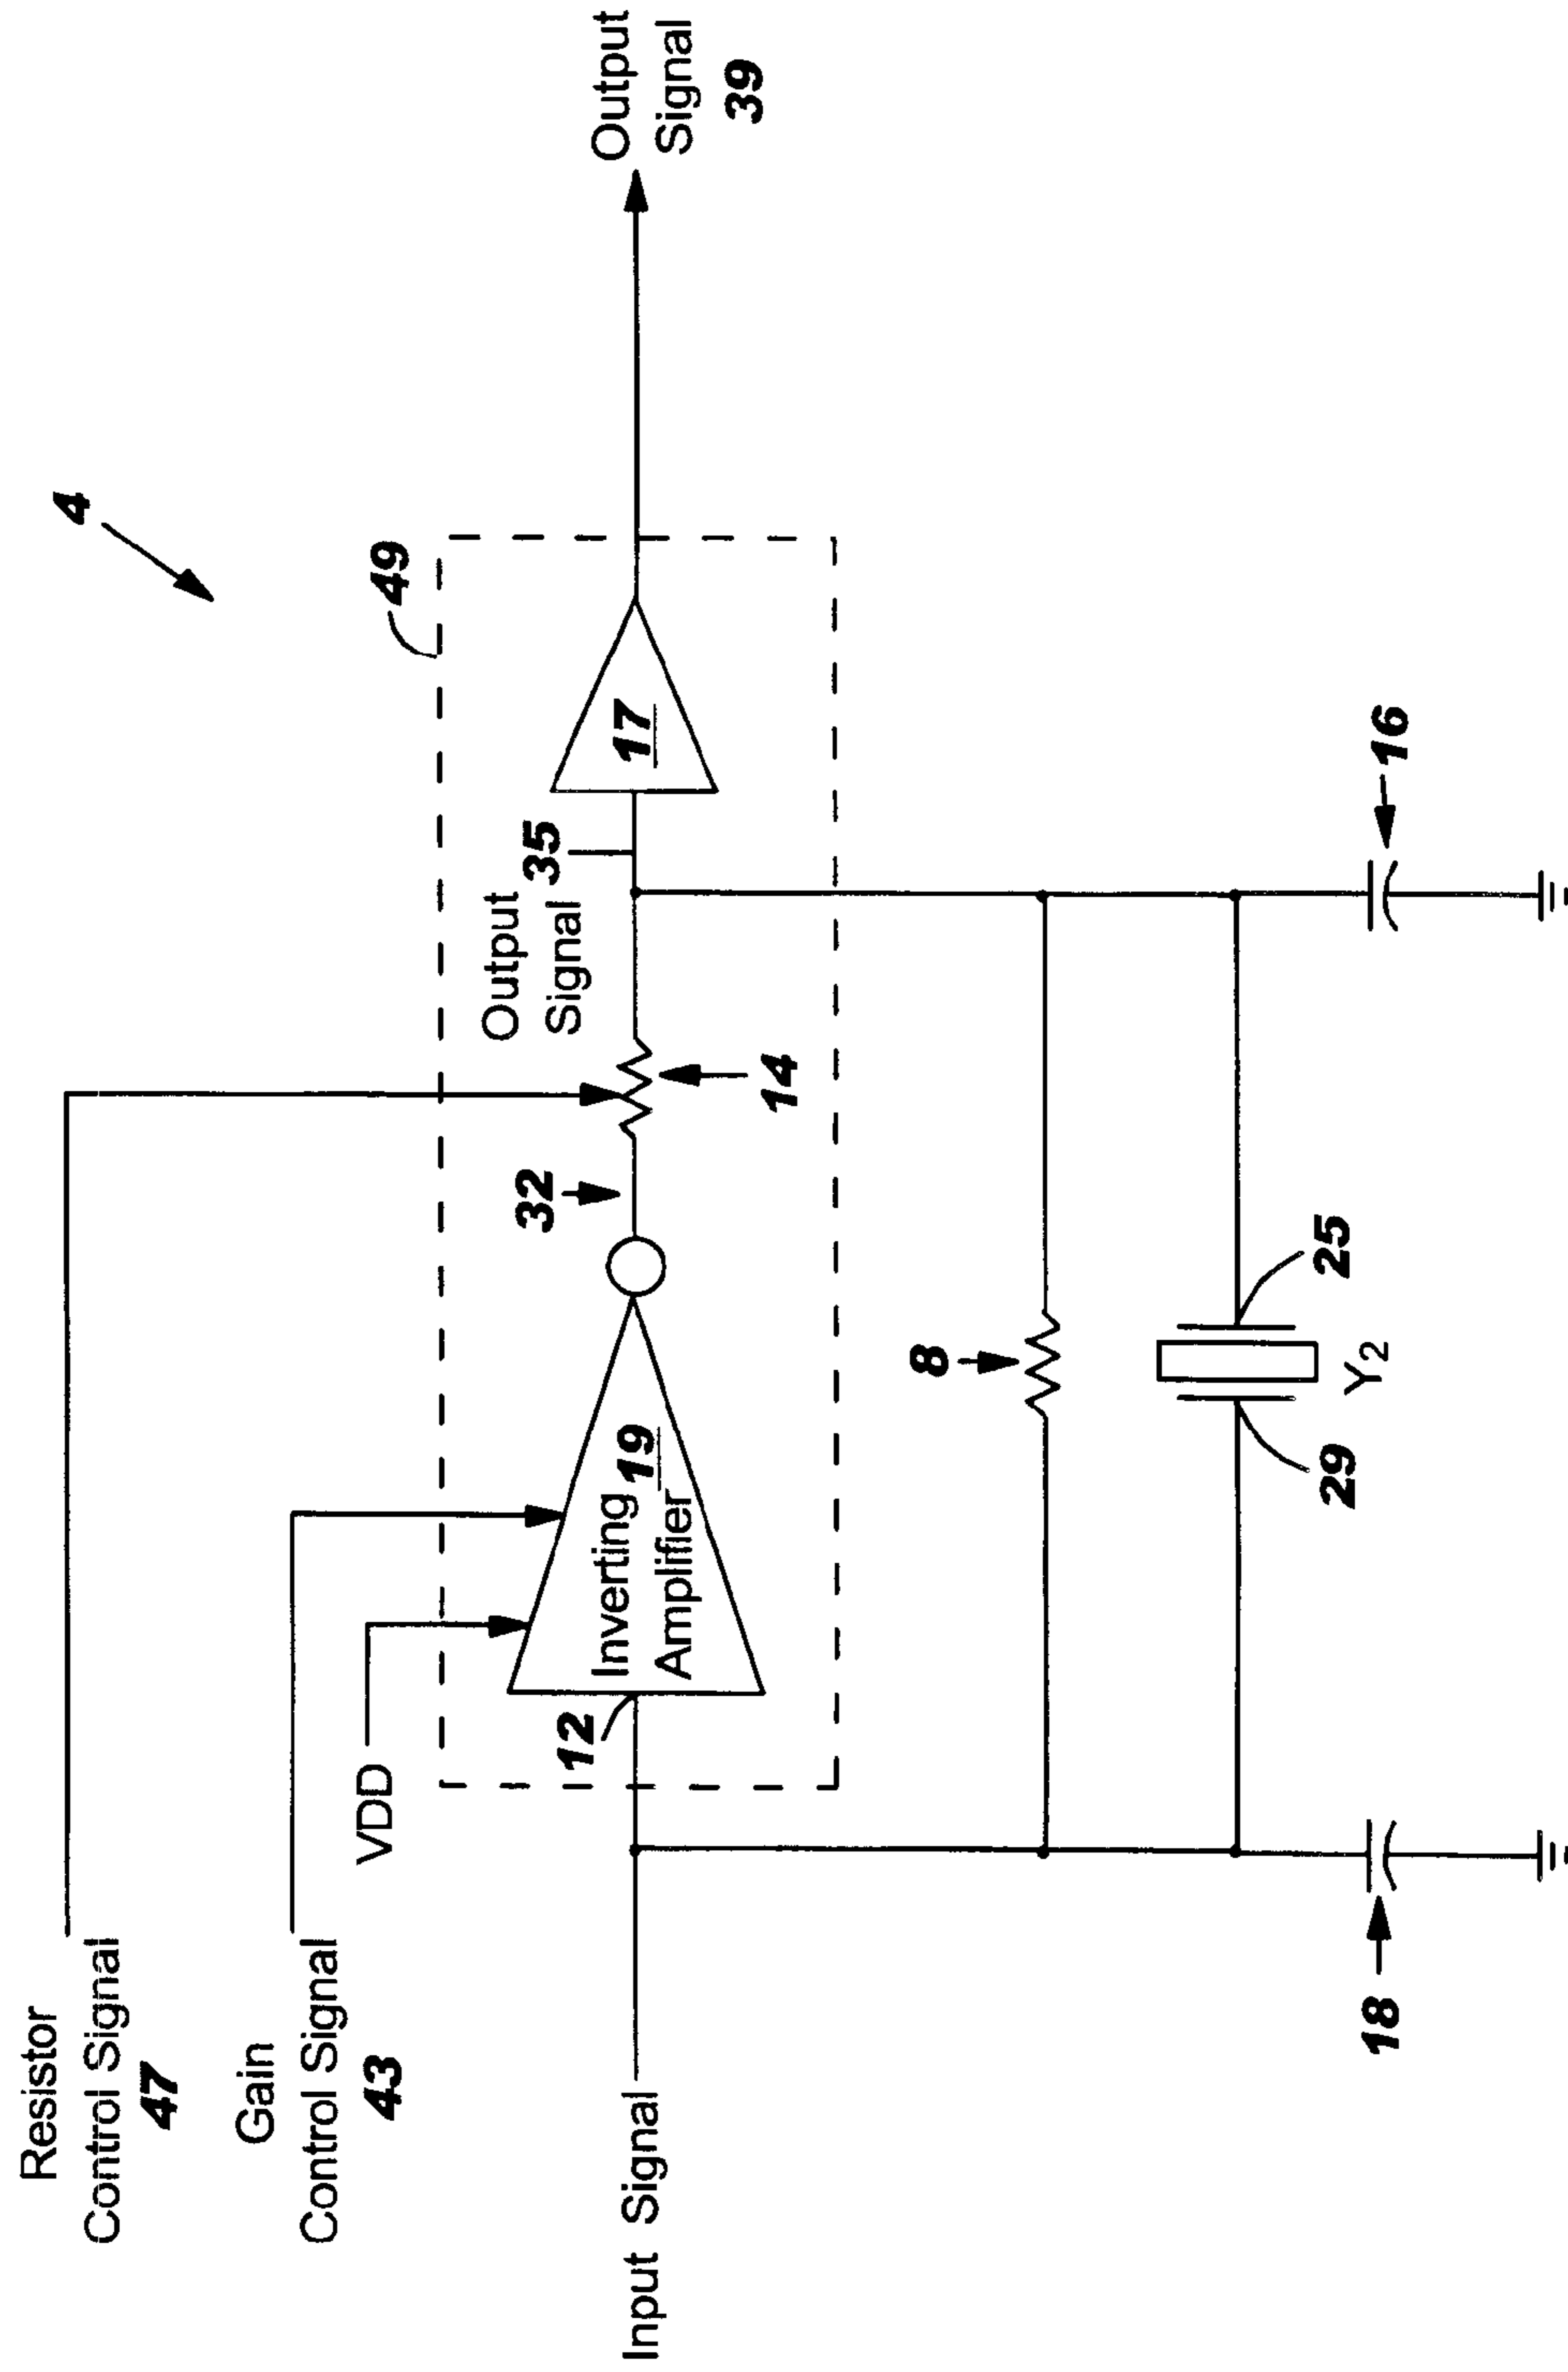 Resistor
Control Signal
47
Gain
Control Signal
43
VDD
4
49
Input Signal
12
Inverting 19
Amplifier
32
14
Output
Signal 35
17
Output
Signal
39
8
29
25
Y2
18
16